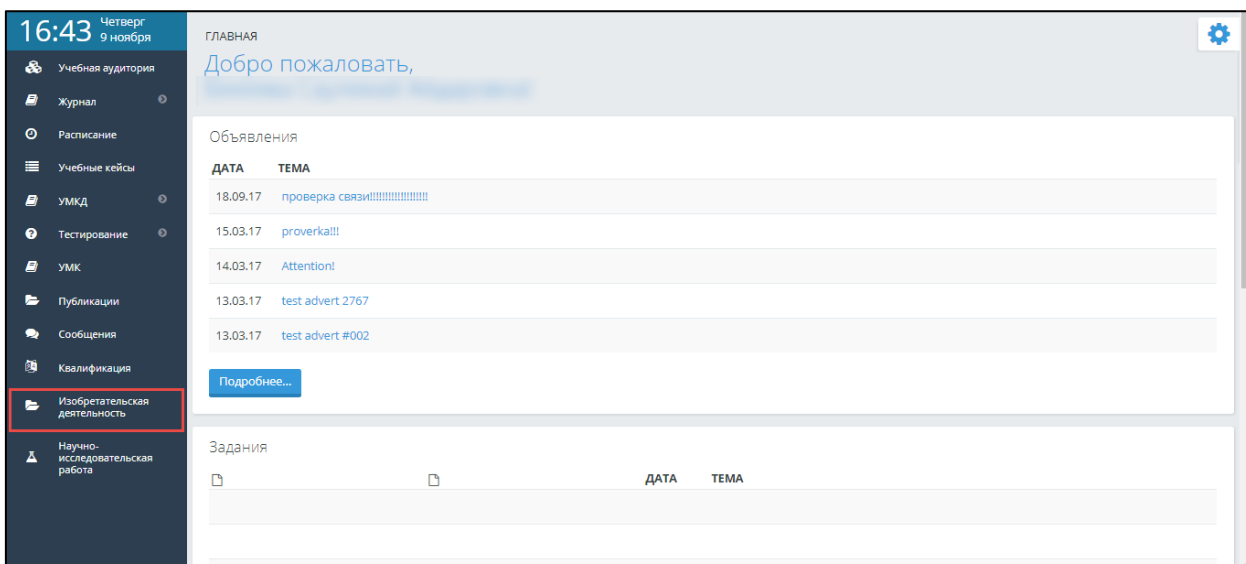 16:43 Четверг
9 ноября
Учебная аудитория
Журнал
Расписание
Учебные кейсы
УМКД
Тестирование
УМК
Публикации
Сообщения
Квалификация
Изобретательская
деятельность
Научно-
исследовательская
работа
ГЛАВНАЯ
Добро пожаловать,
Объявления
ДАТА ТЕМА
18.09.17 проверка связи!!!!!!!!!!!!!!!!!!!
15.03.17 proverka!!!
14.03.17 Attention!
13.03.17 test advert 2767
13.03.17 test advert #002
Подробнее...
Задания
ДАТА ТЕМА